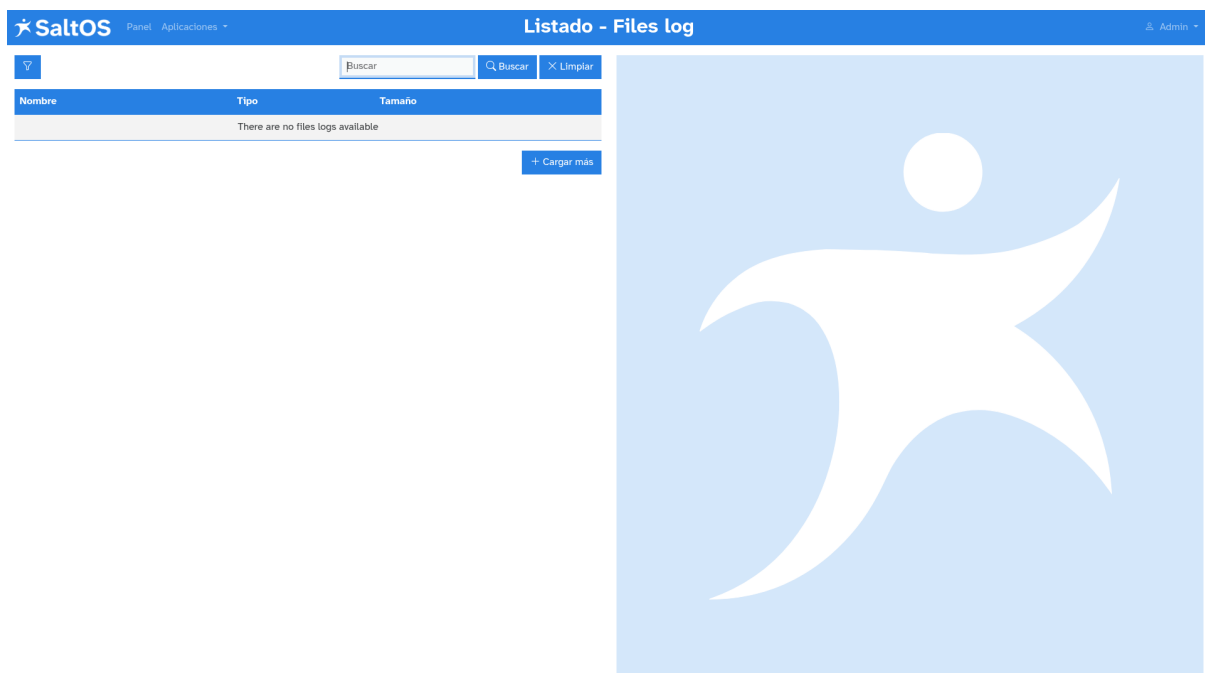 SaltOS Panel Aplicaciones Listado - Files log Admin
Buscar Buscar Limpiar
Nombre Tipo Tamaño
There are no files logs available
+ Cargar más